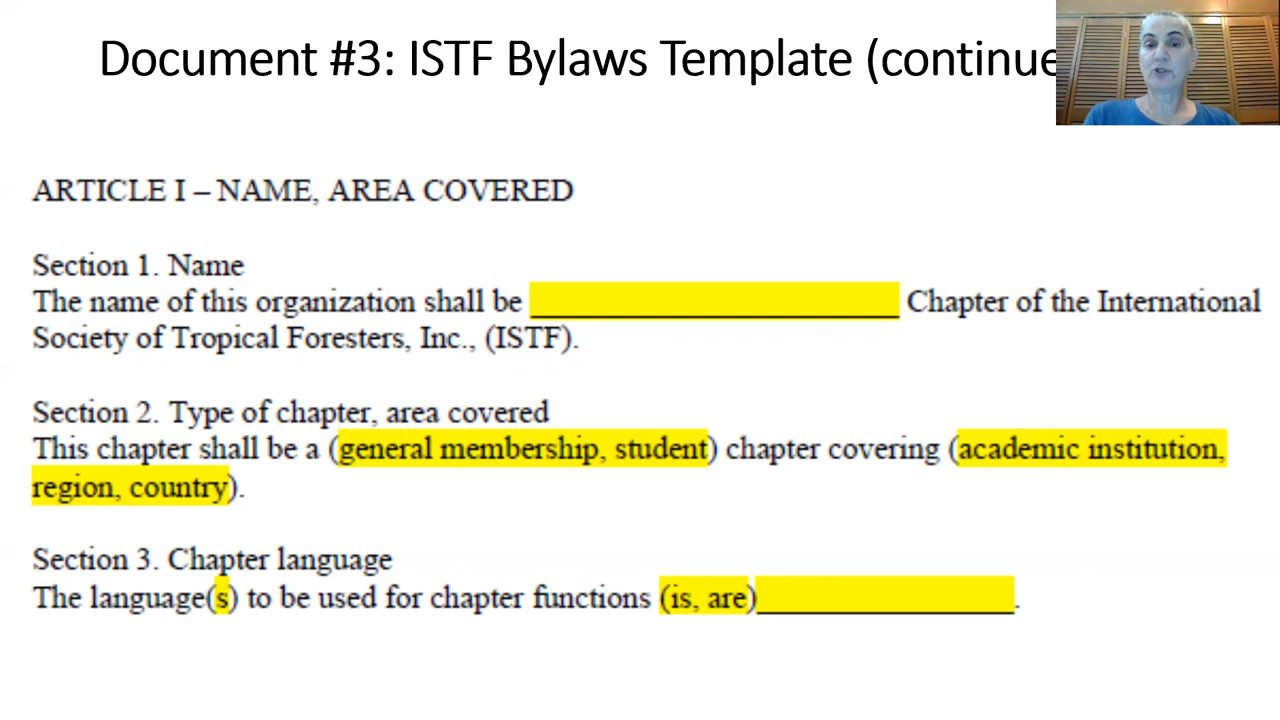 Document #3: ISTF Bylaws Template (continue
ARTICLE I – NAME, AREA COVERED
Section 1. Name
The name of this organization shall be ____________________ Chapter of the International
Society of Tropical Foresters, Inc., (ISTF).
Section 2. Type of chapter, area covered
This chapter shall be a (general membership, student) chapter covering (academic institution,
region, country).
Section 3. Chapter language
The language(s) to be used for chapter functions (is, are)______________.